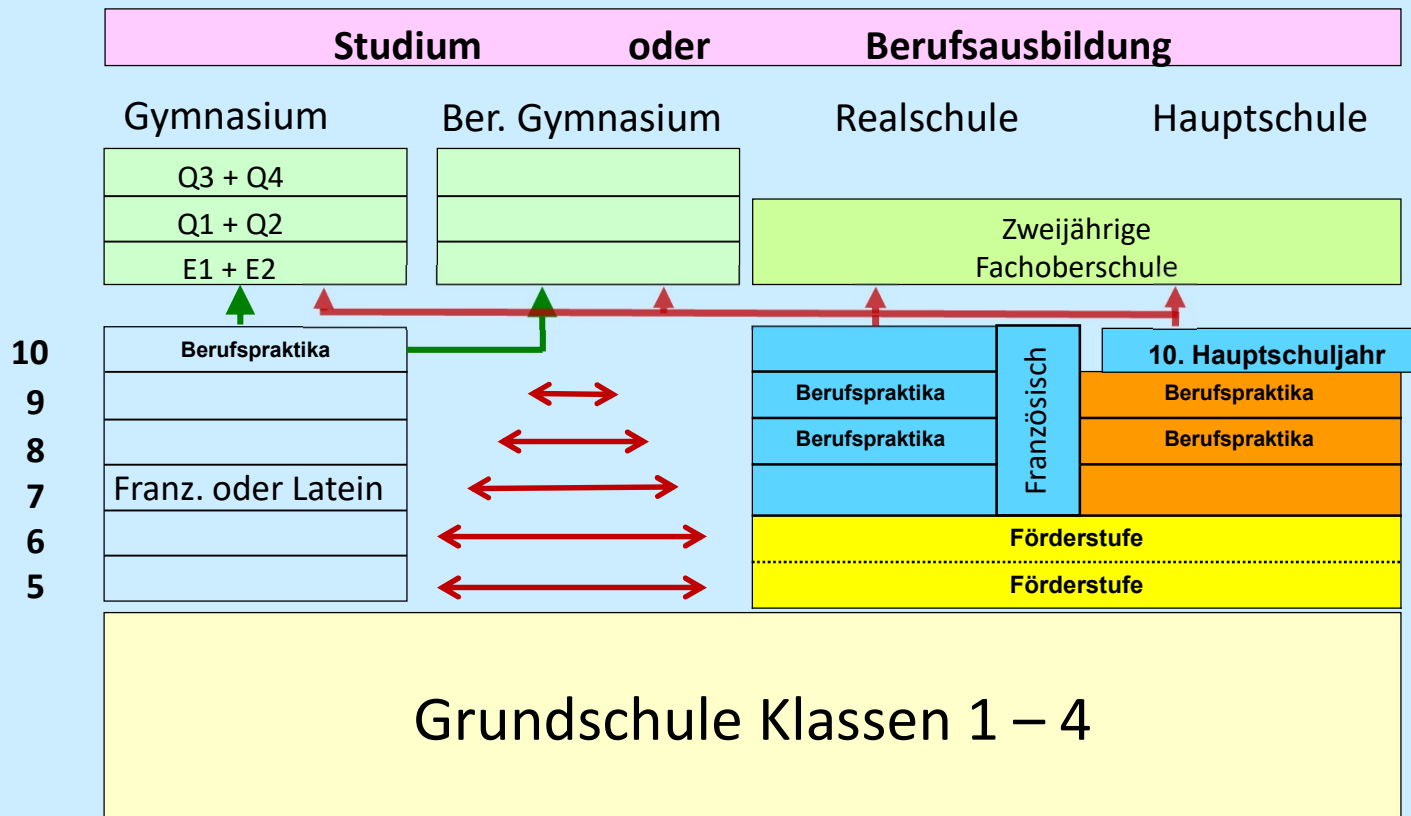 Studium oder Berufsausbildung
Gymnasium Ber. Gymnasium Realschule Hauptschule
Q3 + Q4
Q1 + Q2
E1 + E2
Zweijährige
Fachoberschule
10 Berufspraktika 10. Hauptschuljahr
Französisch
9 Berufspraktika Berufspraktika
8 Berufspraktika Berufspraktika
7 Franz. oder Latein
6 Förderstufe
5 Förderstufe
Grundschule Klassen 1 – 4